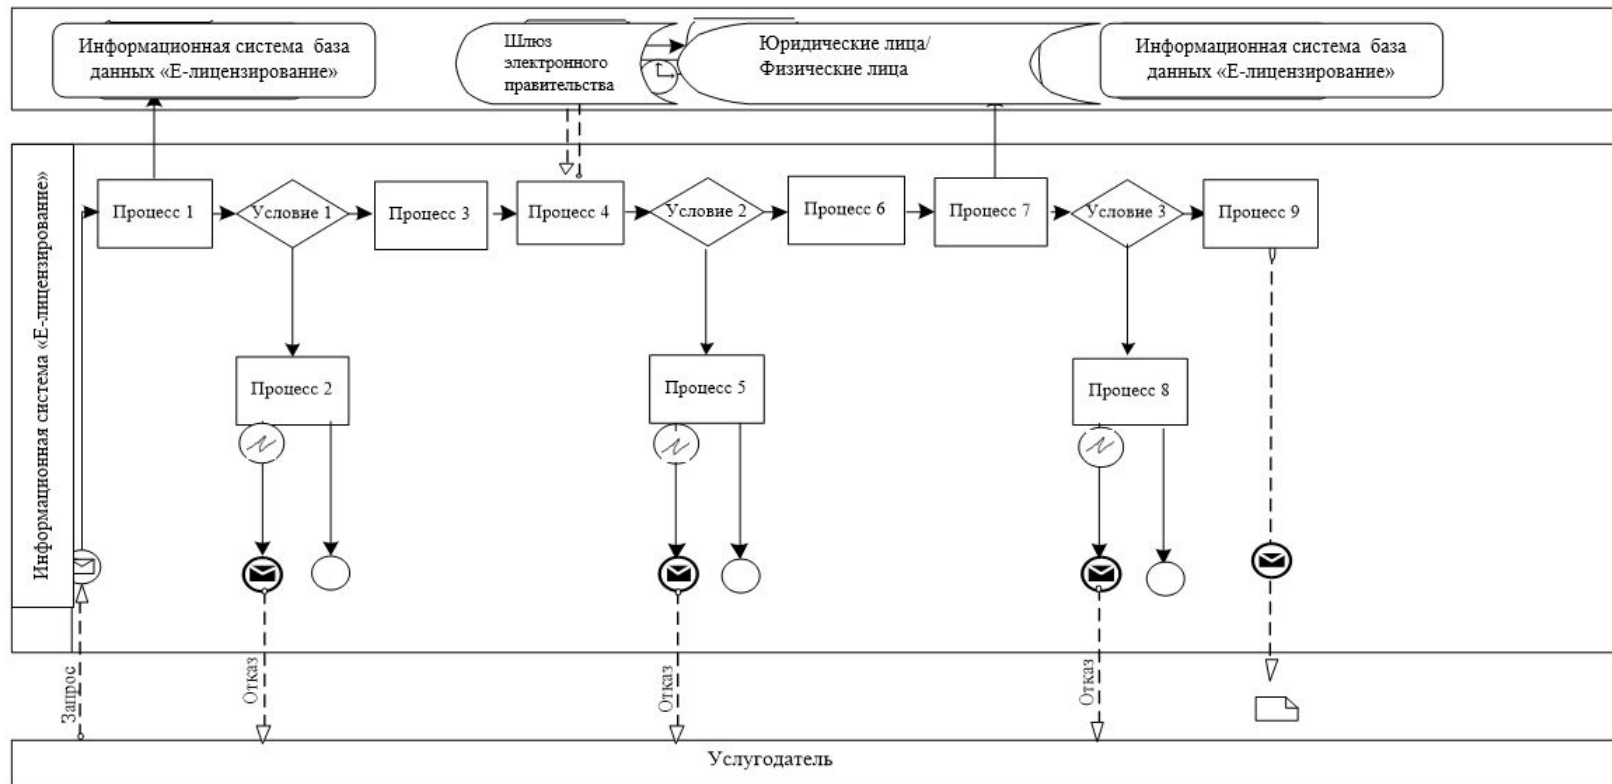 Информационная система база
данных «Е-лицензирование»
Шлюз
электронного
правительства
Юридические лица/
Физические лица
Информационная система база
данных «Е-лицензирование»
Информационная система «Е-лицензирование»
Процесс 1
Условие 1
Процесс 3
Процесс 4
Условие 2
Процесс 6
Процесс 7
Условие 3
Процесс 9
Процесс 2
Процесс 5
Процесс 8
Запрос
Отказ
Отказ
Отказ
Услугодатель